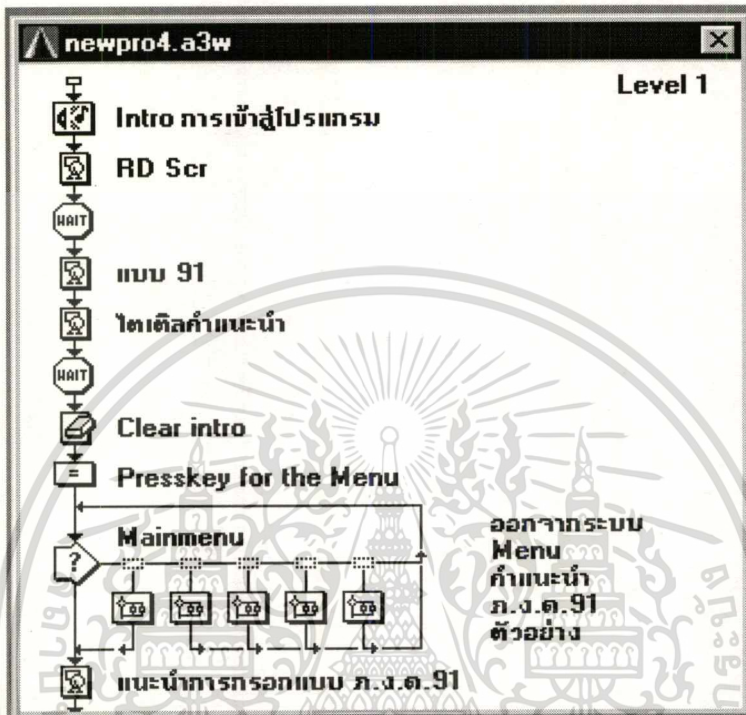 newpro4.a3w
Level 1
Intro การเข้าสู่โปรแกรม
RD Scr
WAIT
แบบ 91
ไตเติลคำแนะนำ
WAIT
Clear intro
=
Presskey for the Menu
Mainmenu
?
ออกจากระบบ
Menu
คำแนะนำ
ภ.ง.ด.91
ตัวอย่าง
แนะนำการกรอกแบบ ภ.ง.ด.91